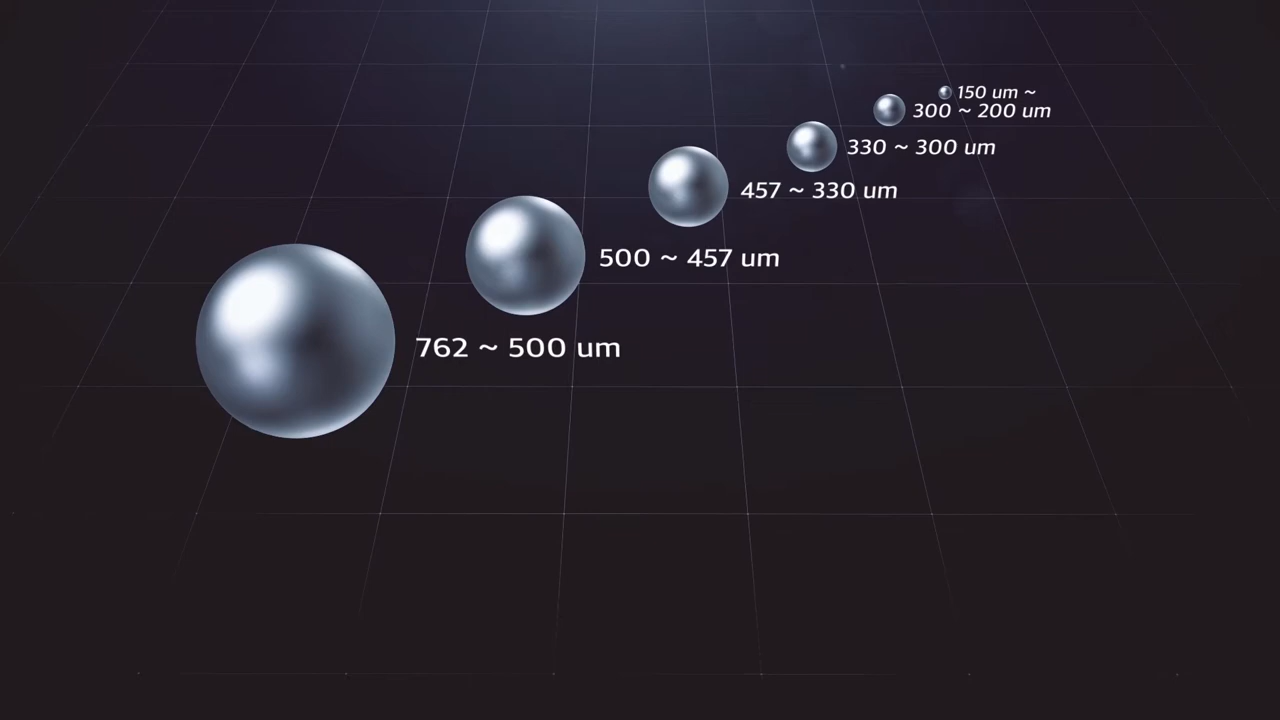 150 um ~
300 ~ 200 um
330 ~ 300 um
457 ~ 330 um
500 ~ 457 um
762 ~ 500 um